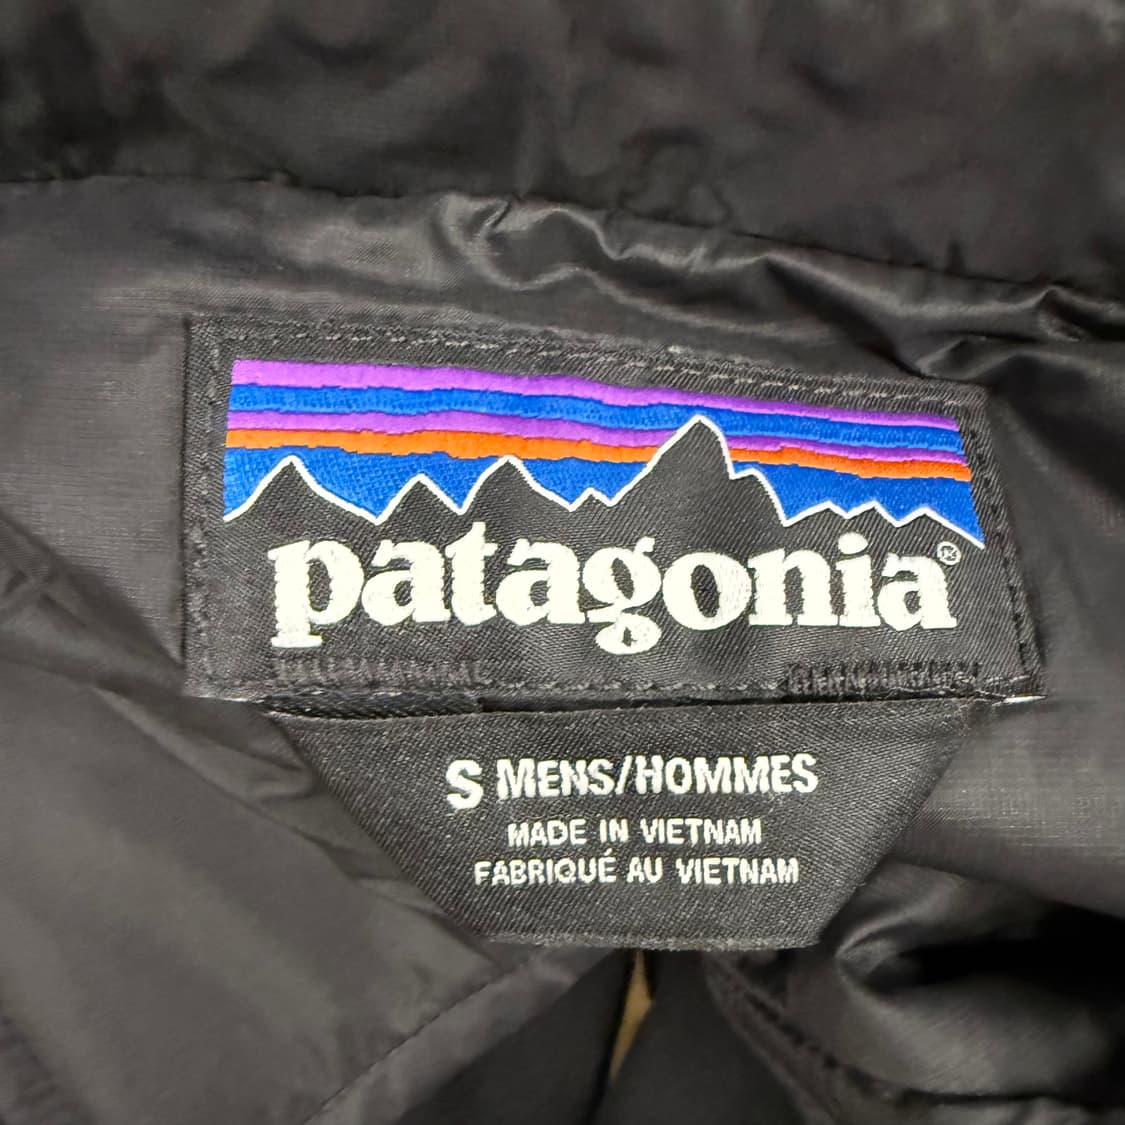 patagonia®
S MENS/HOMMES
MADE IN VIETNAM
FABRIQUÉ AU VIETNAM